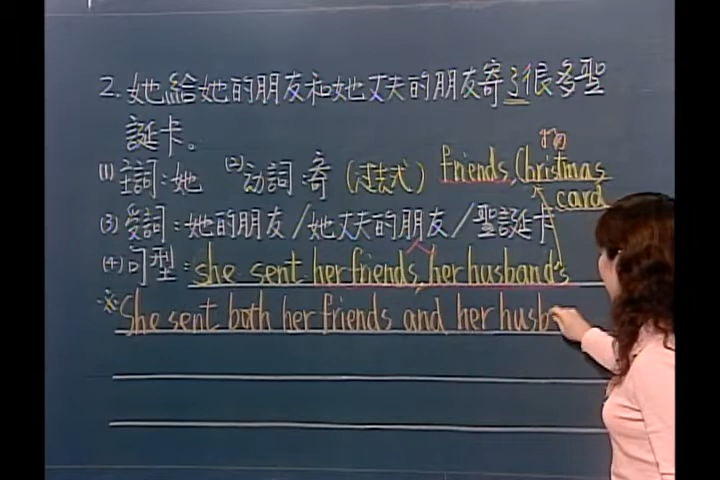 2. 她給她的朋友和她丈夫的朋友寄了很多聖
誕卡。
(1) 主詞:她 (2) 动詞:寄 (过去式) friends, Christmas
card
(3) 受詞:她的朋友/她丈夫的朋友/聖誕卡
(4) 句型:she sent her friends, her husband's
※ She sent both her friends and her husb